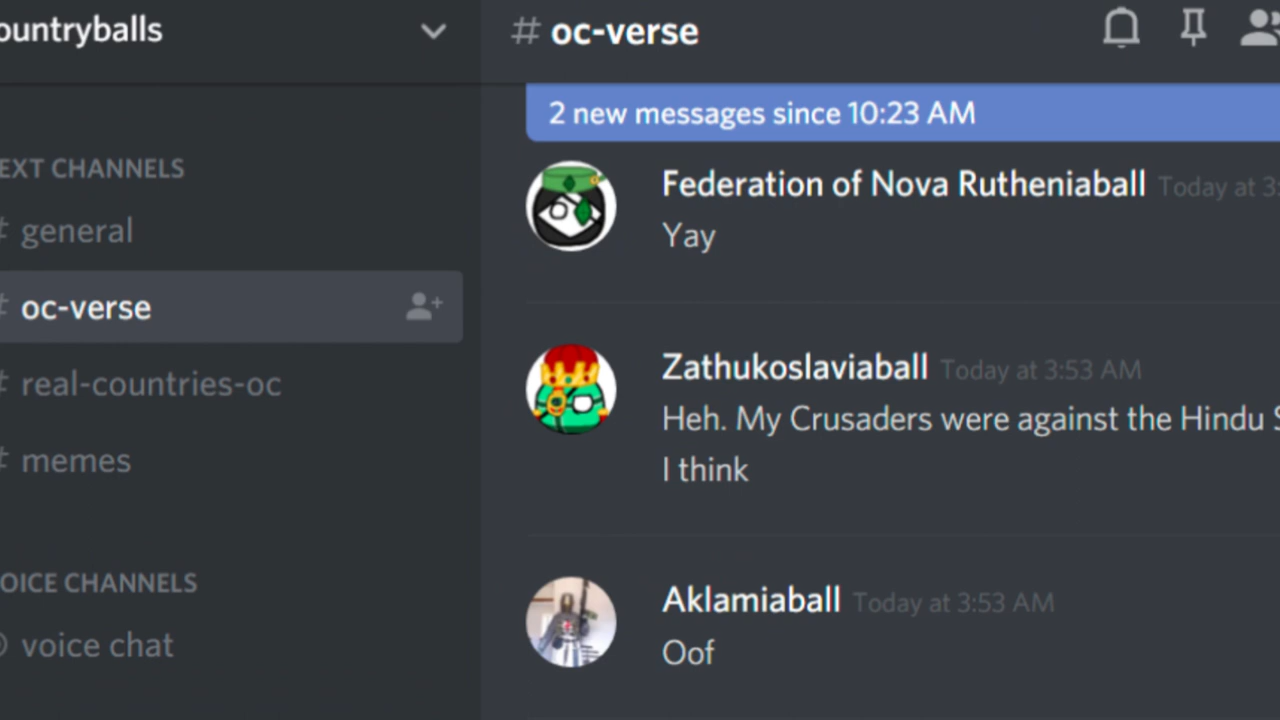 ountryballs
# oc-verse
2 new messages since 10:23 AM
EXT CHANNELS
# general
# oc-verse
# real-countries-oc
# memes
OICE CHANNELS
voice chat
Federation of Nova Rutheniaball Today at 3:
Yay
Zathukoslaviaball Today at 3:53 AM
Heh. My Crusaders were against the Hindu S
I think
Aklamiaball Today at 3:53 AM
Oof